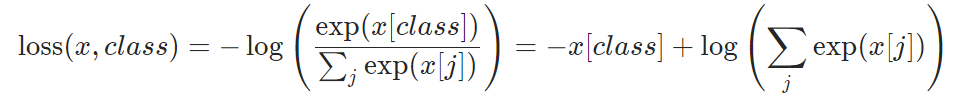 loss(x, class) = − log ( exp(x[class]) / ∑_j exp(x[j]) ) = −x[class] + log ( ∑_j exp(x[j]) )